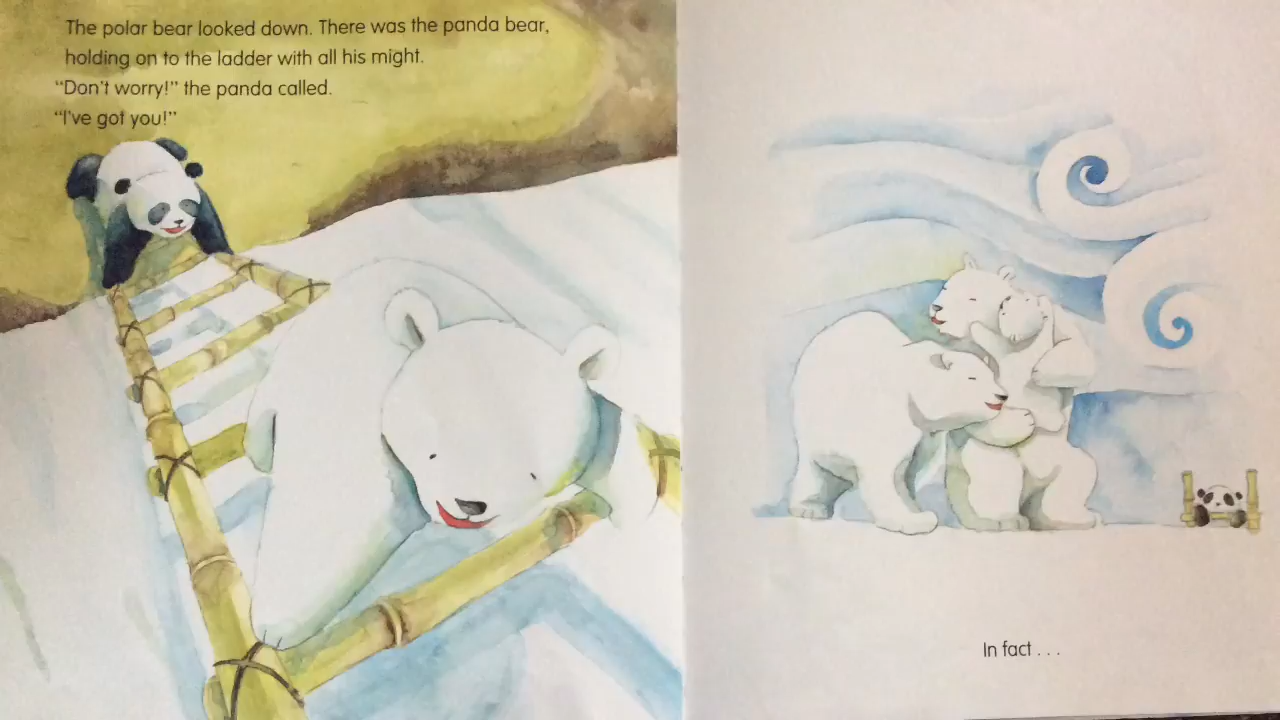 The polar bear looked down. There was the panda bear,
holding on to the ladder with all his might.
“Don’t worry!” the panda called.
“I’ve got you!”
In fact . . .